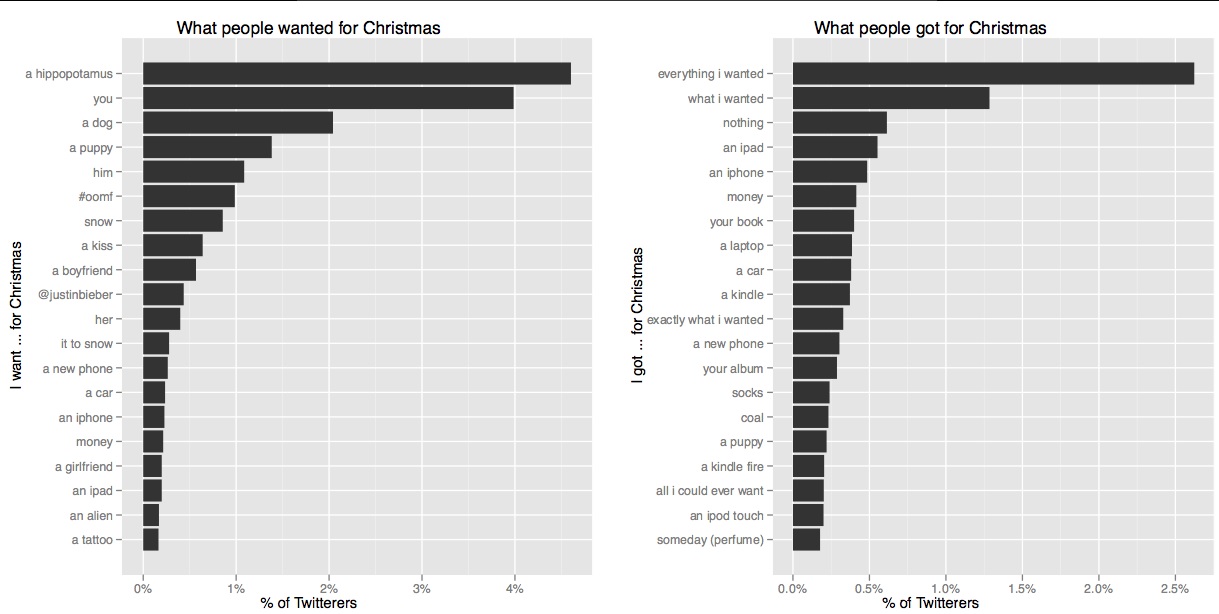 What people wanted for Christmas
I want ... for Christmas
a hippopotamus
you
a dog
a puppy
him
#oomf
snow
a kiss
a boyfriend
@justinbieber
her
it to snow
a new phone
a car
an iphone
money
a girlfriend
an ipad
an alien
a tattoo
0% 1% 2% 3% 4%
% of Twitterers
What people got for Christmas
I got ... for Christmas
everything i wanted
what i wanted
nothing
an ipad
an iphone
money
your book
a laptop
a car
a kindle
exactly what i wanted
a new phone
your album
socks
coal
a puppy
a kindle fire
all i could ever want
an ipod touch
someday (perfume)
0.0% 0.5% 1.0% 1.5% 2.0% 2.5%
% of Twitterers